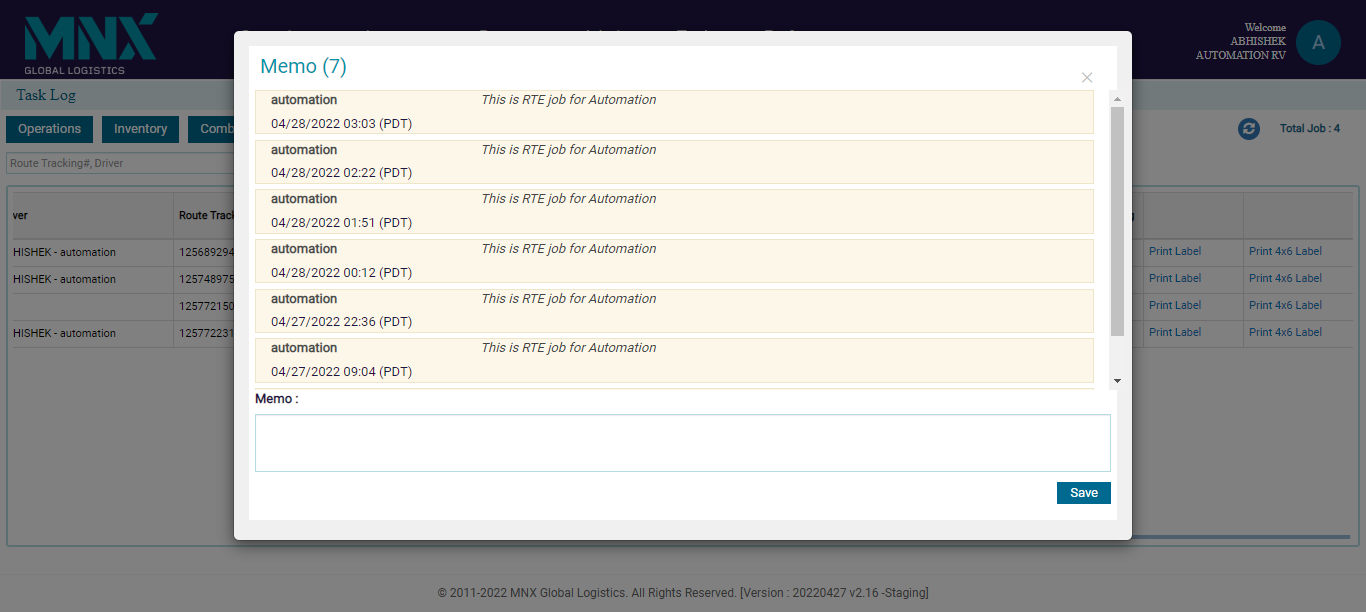 MNX
GLOBAL LOGISTICS
Welcome
ABHISHEK
AUTOMATION RV
A
Task Log
Operations Inventory
Total Job : 4
Route Tracking#, Driver
ver Route
HISHEK - automation 125689294 Print Label Print 4x6 Label
HISHEK - automation 125748975 Print Label Print 4x6 Label
125772150 Print Label Print 4x6 Label
HISHEK - automation 125772231 Print Label Print 4x6 Label
Memo (7)
×
automation This is RTE job for Automation
04/28/2022 03:03 (PDT)
automation This is RTE job for Automation
04/28/2022 02:22 (PDT)
automation This is RTE job for Automation
04/28/2022 01:51 (PDT)
automation This is RTE job for Automation
04/28/2022 00:12 (PDT)
automation This is RTE job for Automation
04/27/2022 22:36 (PDT)
automation This is RTE job for Automation
04/27/2022 09:04 (PDT)
Memo :
Save
© 2011-2022 MNX Global Logistics. All Rights Reserved. [Version : 20220427 v2.16 -Staging]